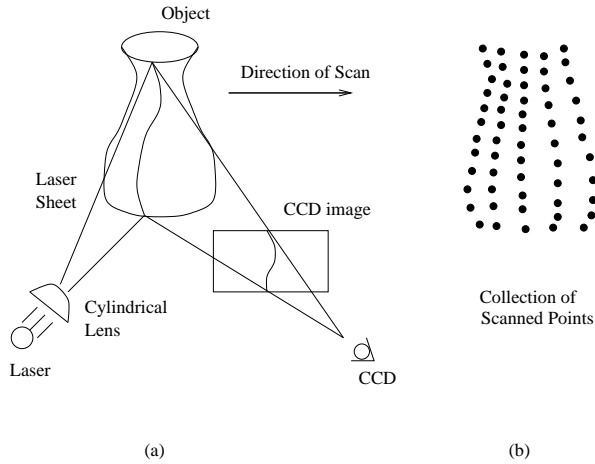 Object
Direction of Scan
Laser
Sheet
CCD image
Cylindrical
Lens
Laser
CCD
Collection of
Scanned Points
(a)
(b)